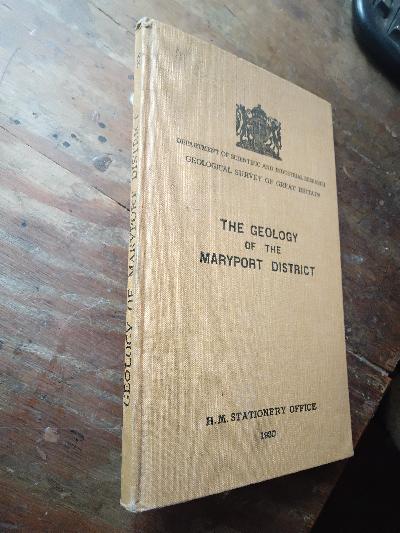 DEPARTMENT OF SCIENTIFIC AND INDUSTRIAL RESEARCH
GEOLOGICAL SURVEY OF GREAT BRITAIN
THE GEOLOGY
OF THE
MARYPORT DISTRICT
H.M. STATIONERY OFFICE
1930
GEOLOGY OF MARYPORT DISTRICT